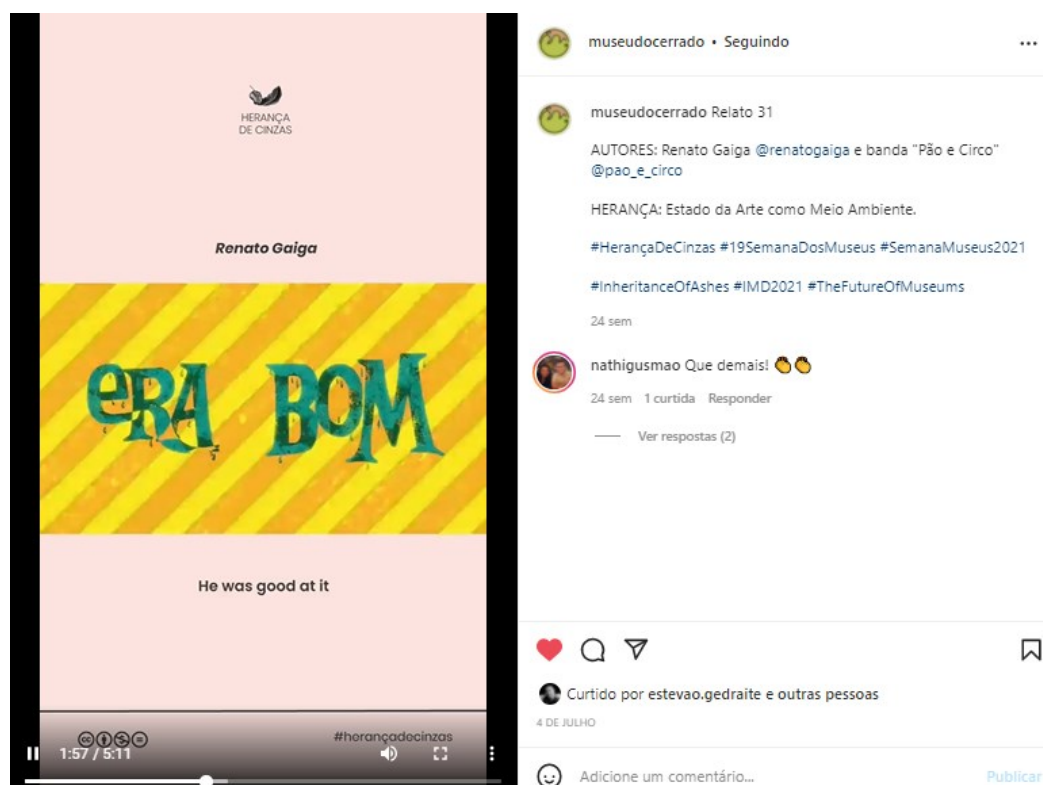 HERANÇA
DE CINZAS
Renato Gaiga
eRA BOM
He was good at it
#herançadecinzas
1:57 / 5:11
museudocerrado • Seguindo
museudocerrado Relato 31
AUTORES: Renato Gaiga @renatogaiga e banda "Pão e Circo"
@pao_e_circo
HERANÇA: Estado da Arte como Meio Ambiente.
#HerançaDeCinzas #19SemanaDosMuseus #SemanaMuseus2021
#InheritanceOfAshes #IMD2021 #TheFutureOfMuseums
24 sem
nathigusmao Que demais! 👏👏
24 sem 1 curtida Responder
Ver respostas (2)
Curtido por estevao.gedraite e outras pessoas
4 DE JULHO
Adicione um comentário...
Publicar